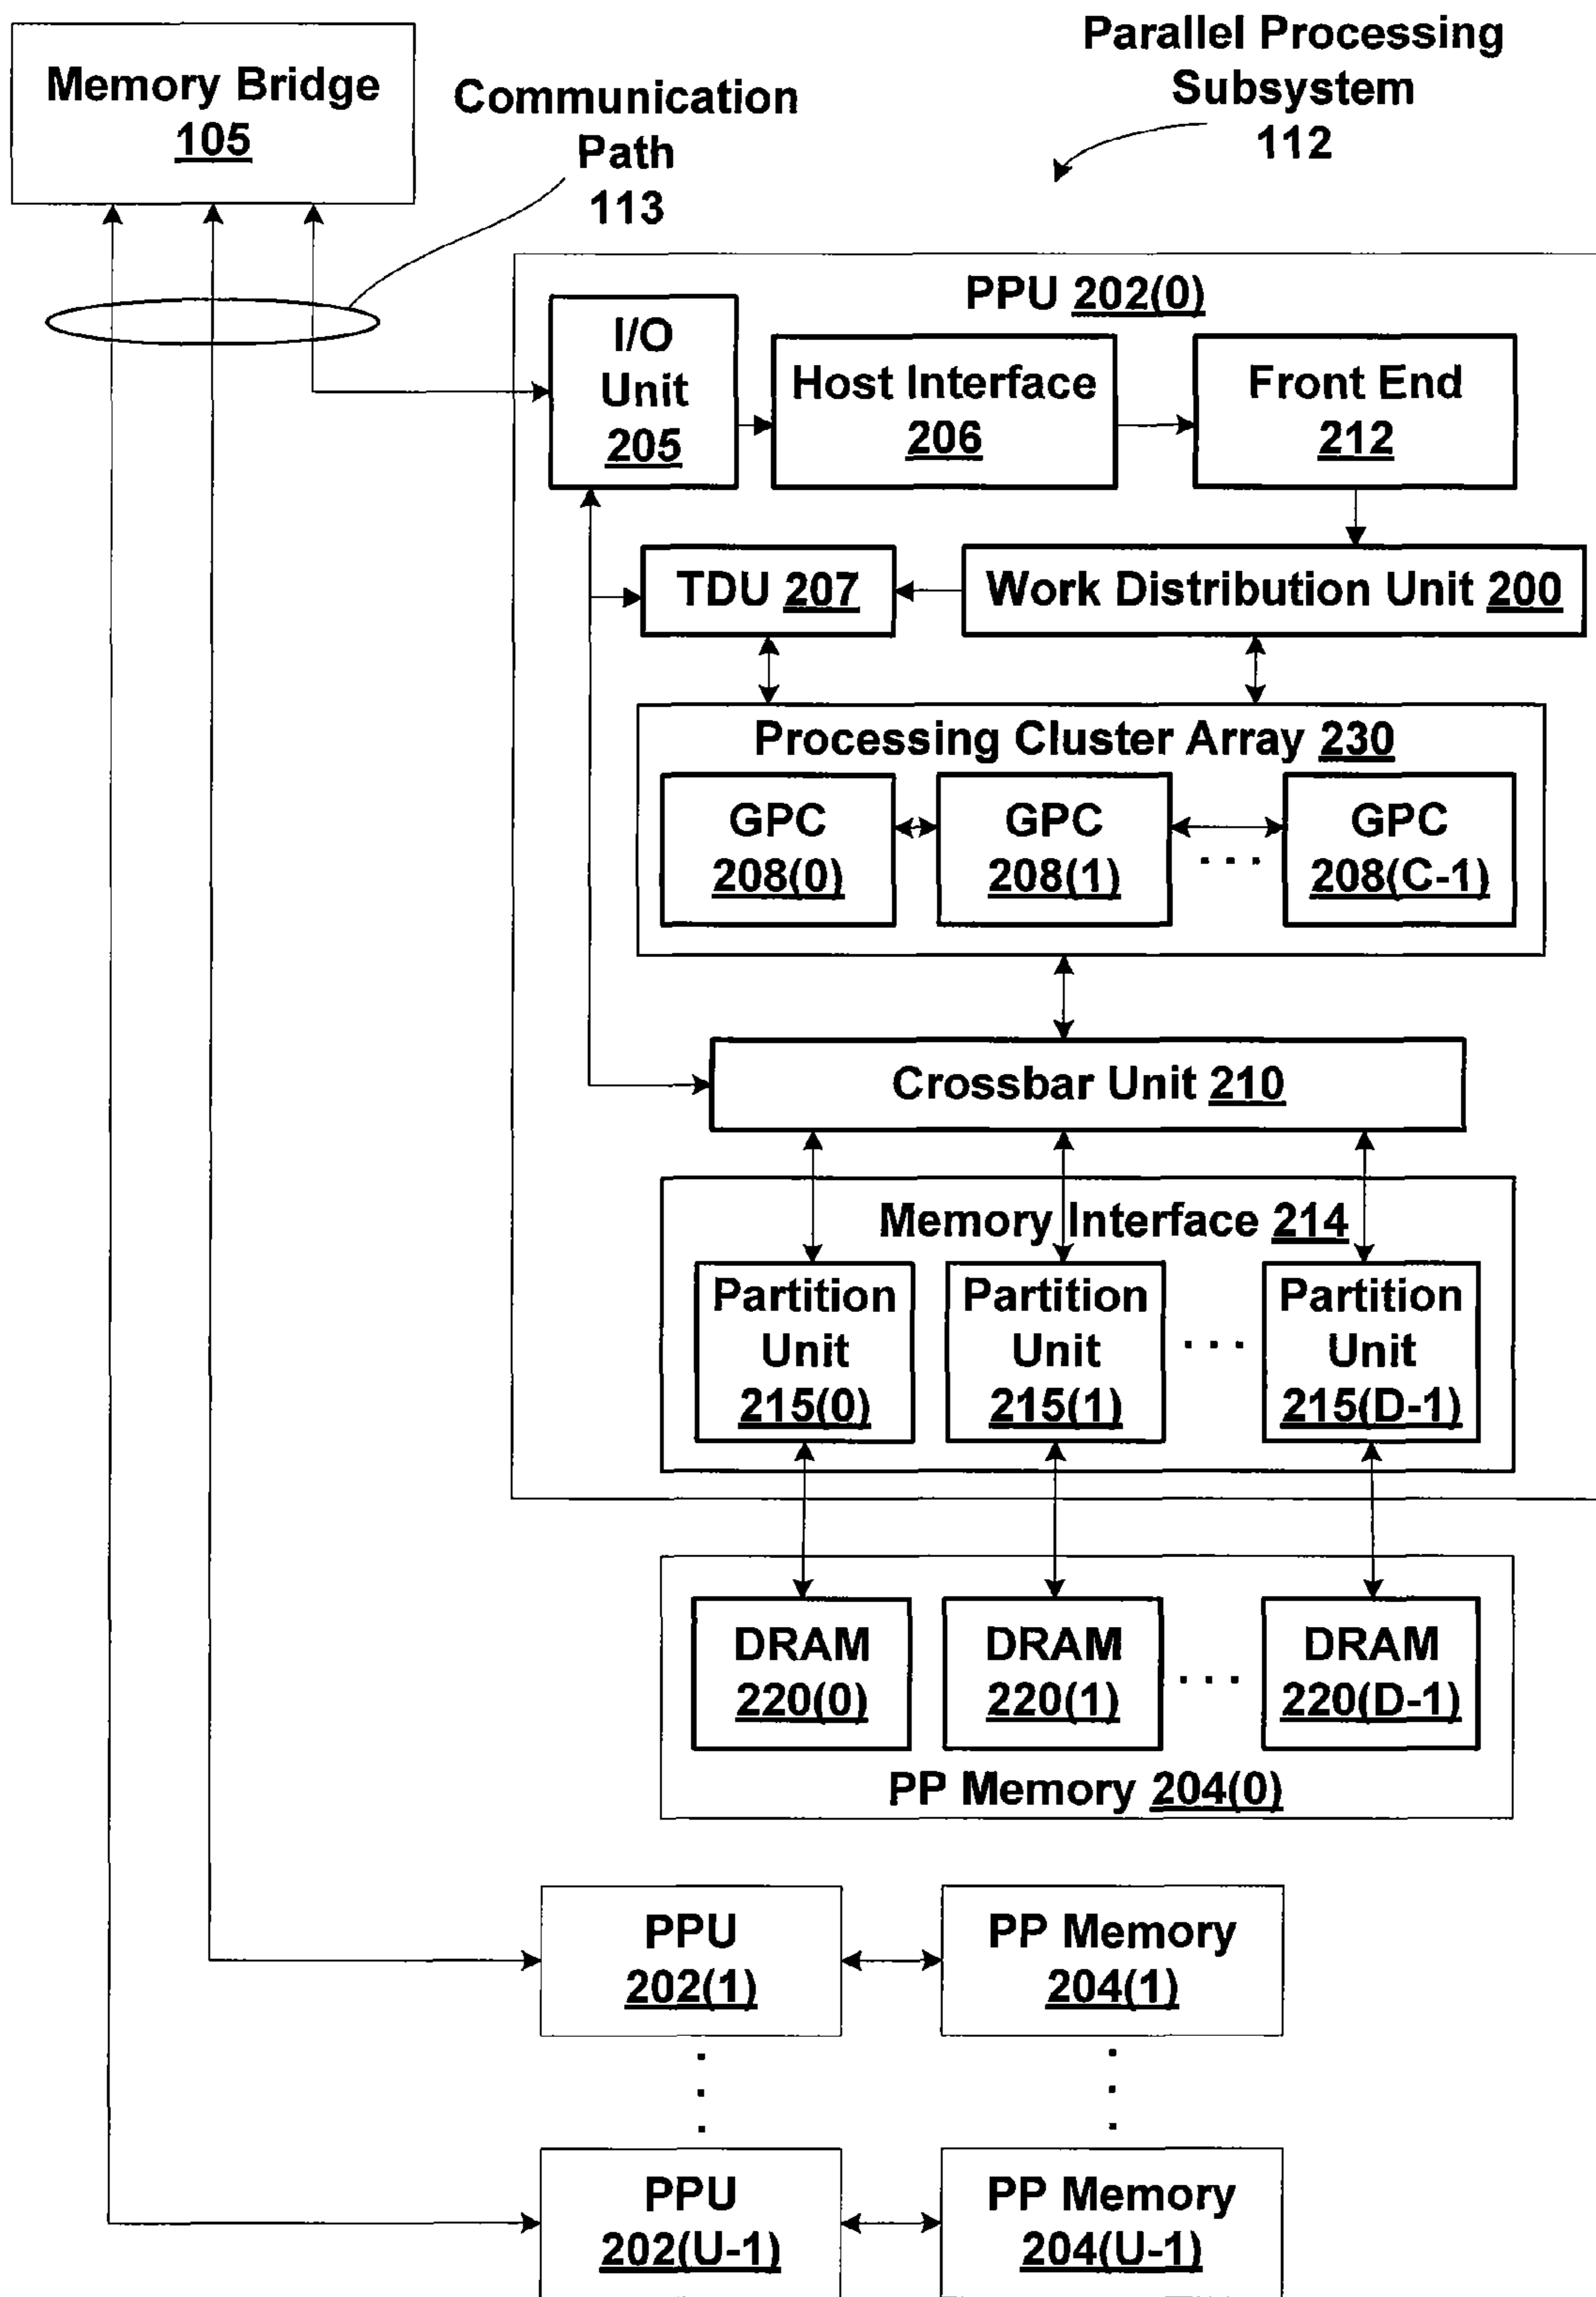 Memory Bridge
105
Communication
Path
113
Parallel Processing
Subsystem
112
PPU 202(0)
I/O
Unit
205
Host Interface
206
Front End
212
TDU 207
Work Distribution Unit 200
Processing Cluster Array 230
GPC
208(0)
GPC
208(1)
. . .
GPC
208(C-1)
Crossbar Unit 210
Memory Interface 214
Partition
Unit
215(0)
Partition
Unit
215(1)
. . .
Partition
Unit
215(D-1)
DRAM
220(0)
DRAM
220(1)
. . .
DRAM
220(D-1)
PP Memory 204(0)
PPU
202(1)
PP Memory
204(1)
PPU
202(U-1)
PP Memory
204(U-1)